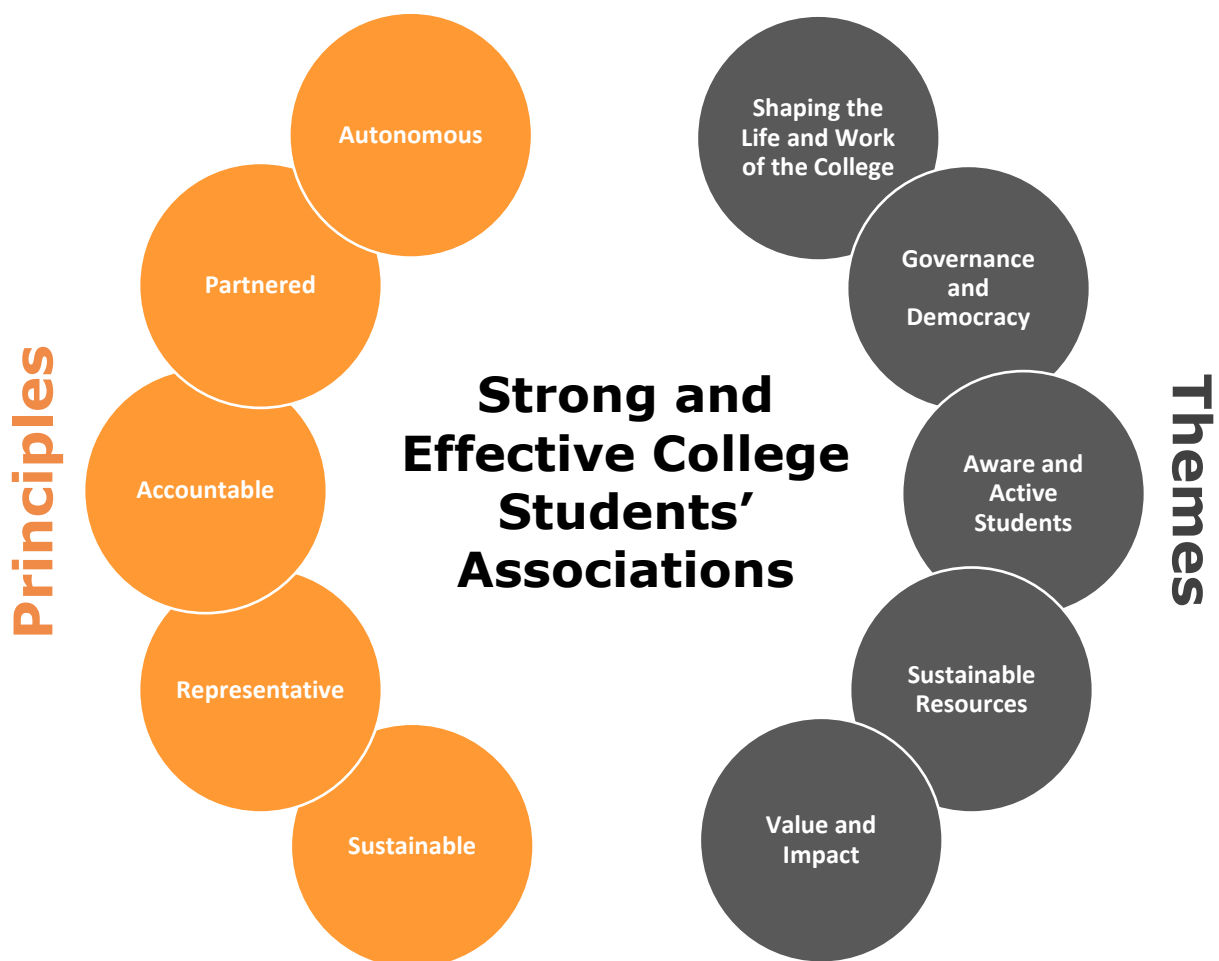 Principles
Autonomous
Partnered
Accountable
Representative
Sustainable
Strong and
Effective College
Students’
Associations
Shaping the
Life and Work
of the College
Governance
and
Democracy
Aware and
Active
Students
Sustainable
Resources
Value and
Impact
Themes